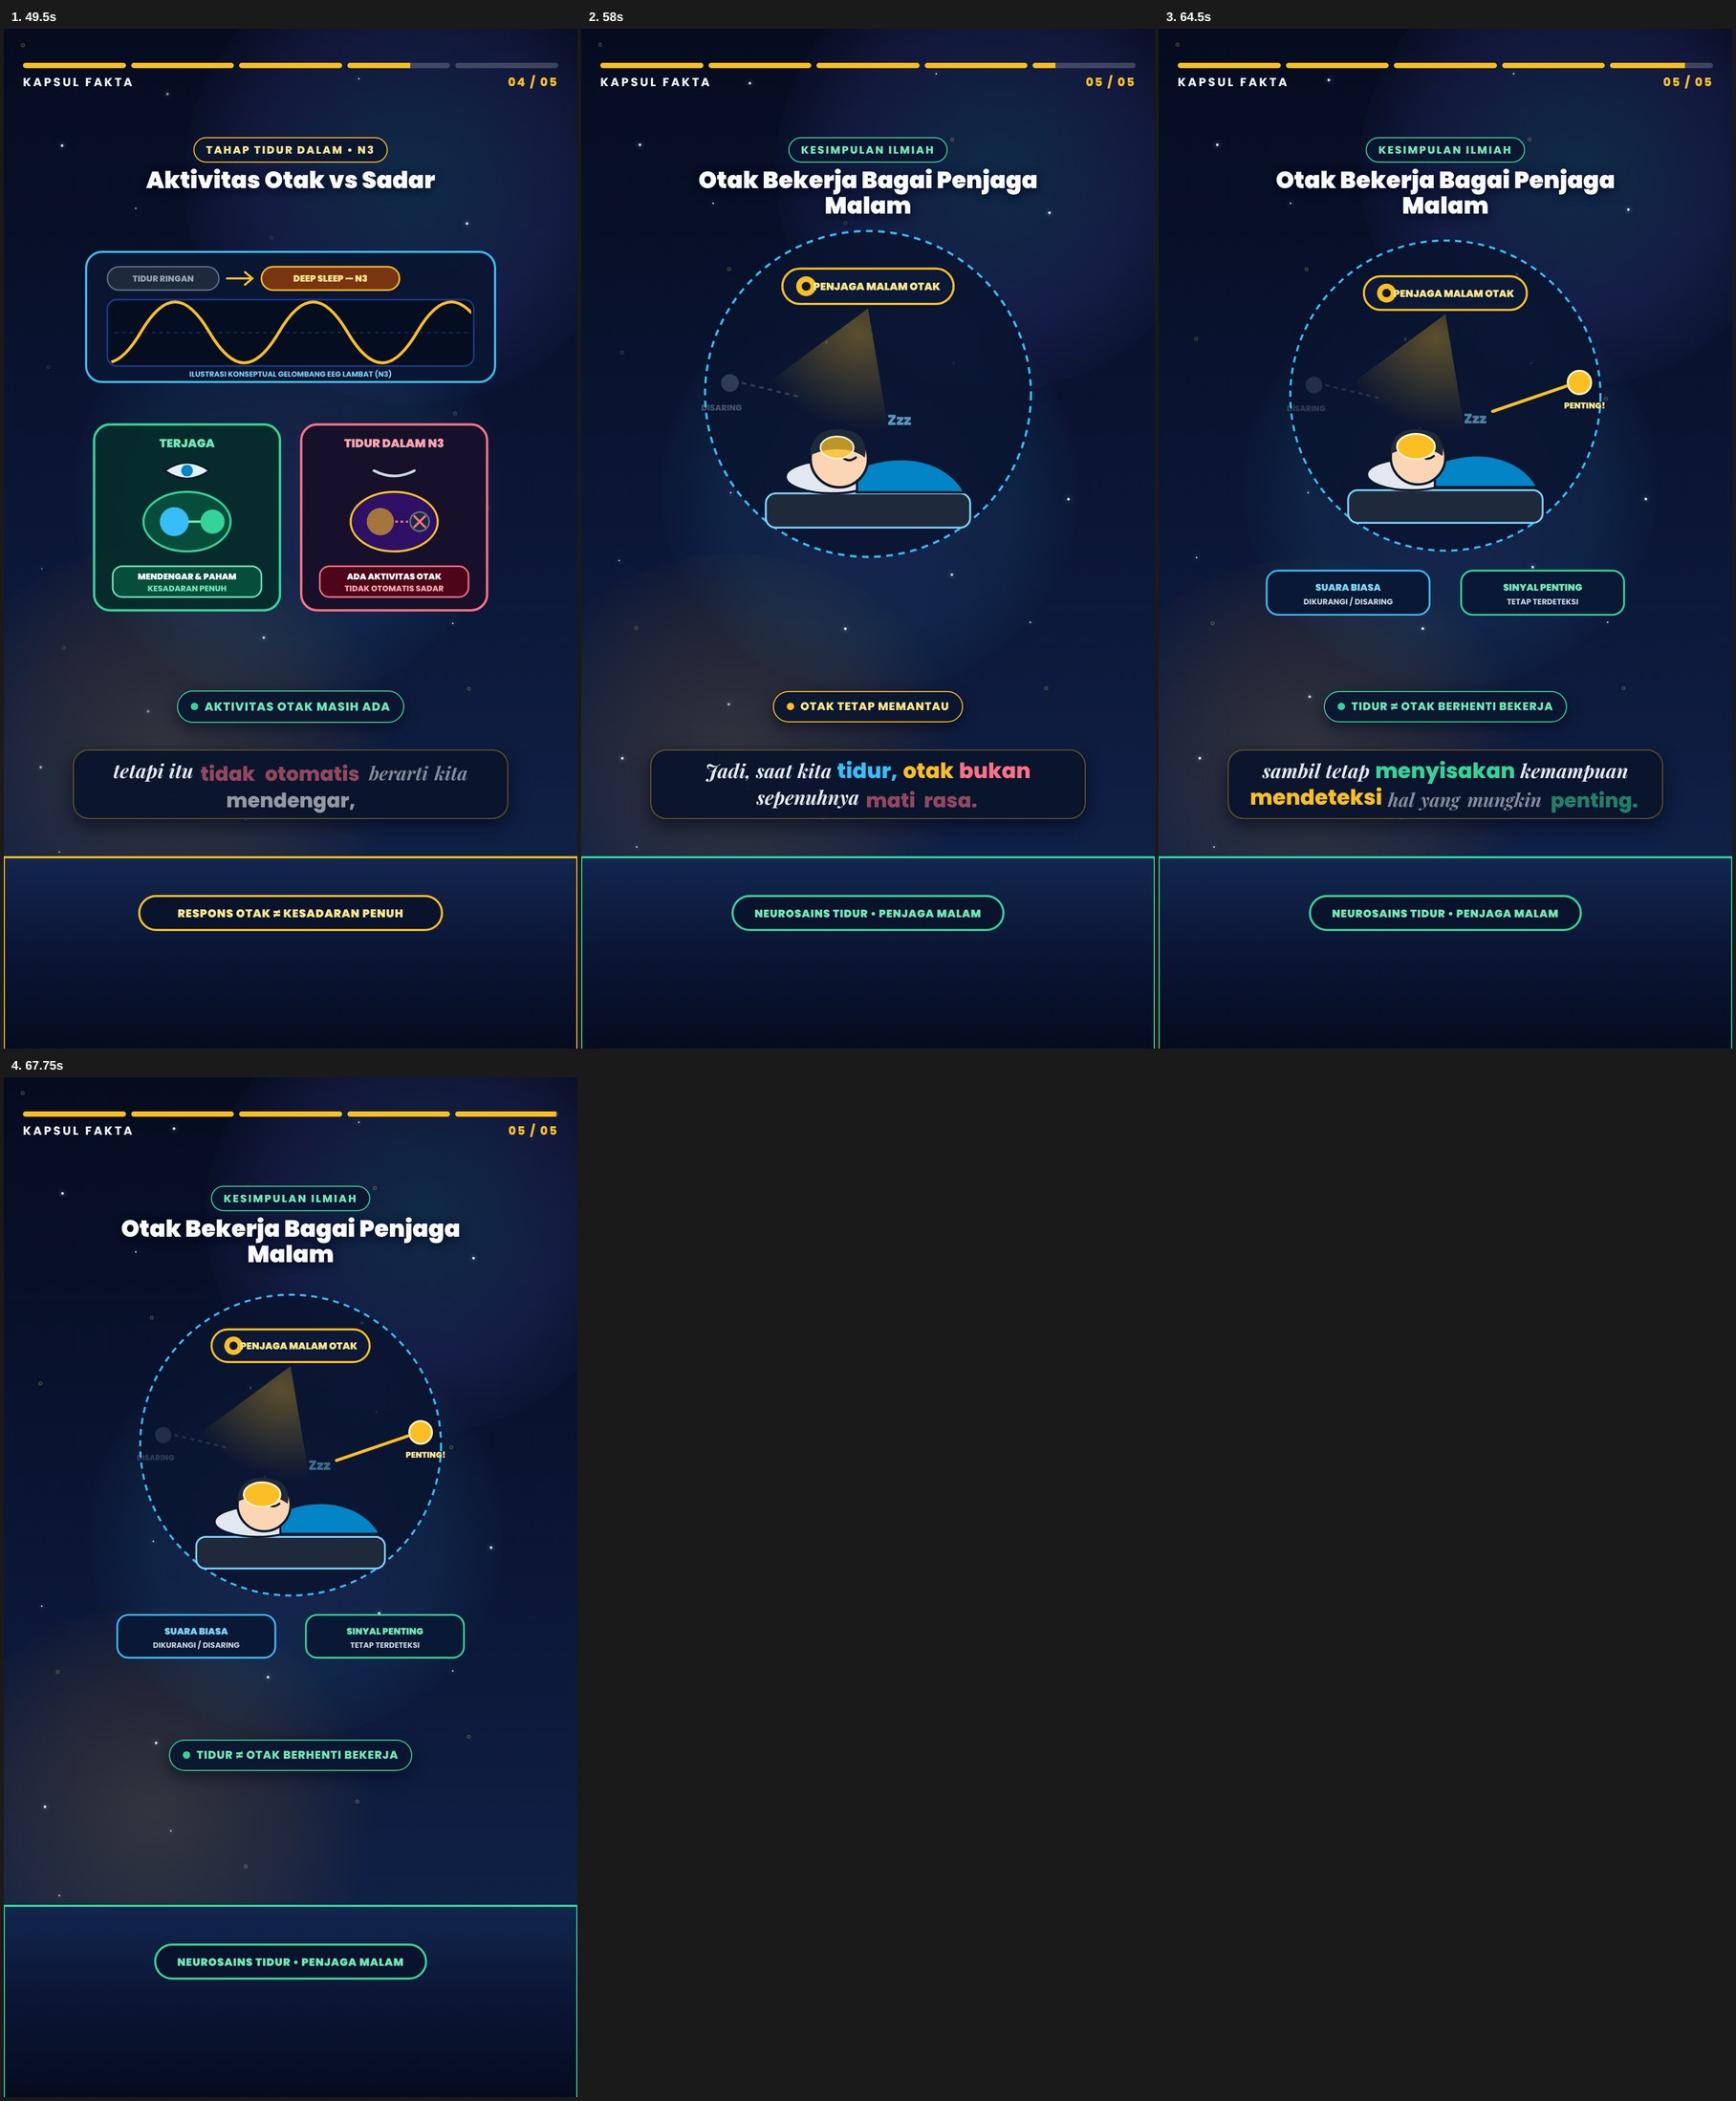 1. 49.5s
KAPSUL FAKTA
04 / 05
TAHAP TIDUR DALAM • N3
Aktivitas Otak vs Sadar
TIDUR RINGAN
DEEP SLEEP — N3
ILUSTRASI KONSEPTUAL GELOMBANG EEG LAMBAT (N3)
TERJAGA
MENDENGAR & PAHAM
KESADARAN PENUH
TIDUR DALAM N3
ADA AKTIVITAS OTAK
TIDAK OTOMATIS SADAR
AKTIVITAS OTAK MASIH ADA
tetapi itu tidak otomatis berarti kita
mendengar,
RESPONS OTAK ≠ KESADARAN PENUH
2. 58s
KAPSUL FAKTA
05 / 05
KESIMPULAN ILMIAH
Otak Bekerja Bagai Penjaga
Malam
PENJAGA MALAM OTAK
DISARING
Zzz
OTAK TETAP MEMANTAU
Jadi, saat kita tidur, otak bukan
sepenuhnya mati rasa.
NEUROSAINS TIDUR • PENJAGA MALAM
3. 64.5s
KAPSUL FAKTA
05 / 05
KESIMPULAN ILMIAH
Otak Bekerja Bagai Penjaga
Malam
PENJAGA MALAM OTAK
DISARING
PENTING!
Zzz
SUARA BIASA
DIKURANGI / DISARING
SINYAL PENTING
TETAP TERDETEKSI
TIDUR ≠ OTAK BERHENTI BEKERJA
sambil tetap menyisakan kemampuan
mendeteksi hal yang mungkin penting.
NEUROSAINS TIDUR • PENJAGA MALAM
4. 67.75s
KAPSUL FAKTA
05 / 05
KESIMPULAN ILMIAH
Otak Bekerja Bagai Penjaga
Malam
PENJAGA MALAM OTAK
DISARING
PENTING!
Zzz
SUARA BIASA
DIKURANGI / DISARING
SINYAL PENTING
TETAP TERDETEKSI
TIDUR ≠ OTAK BERHENTI BEKERJA
NEUROSAINS TIDUR • PENJAGA MALAM